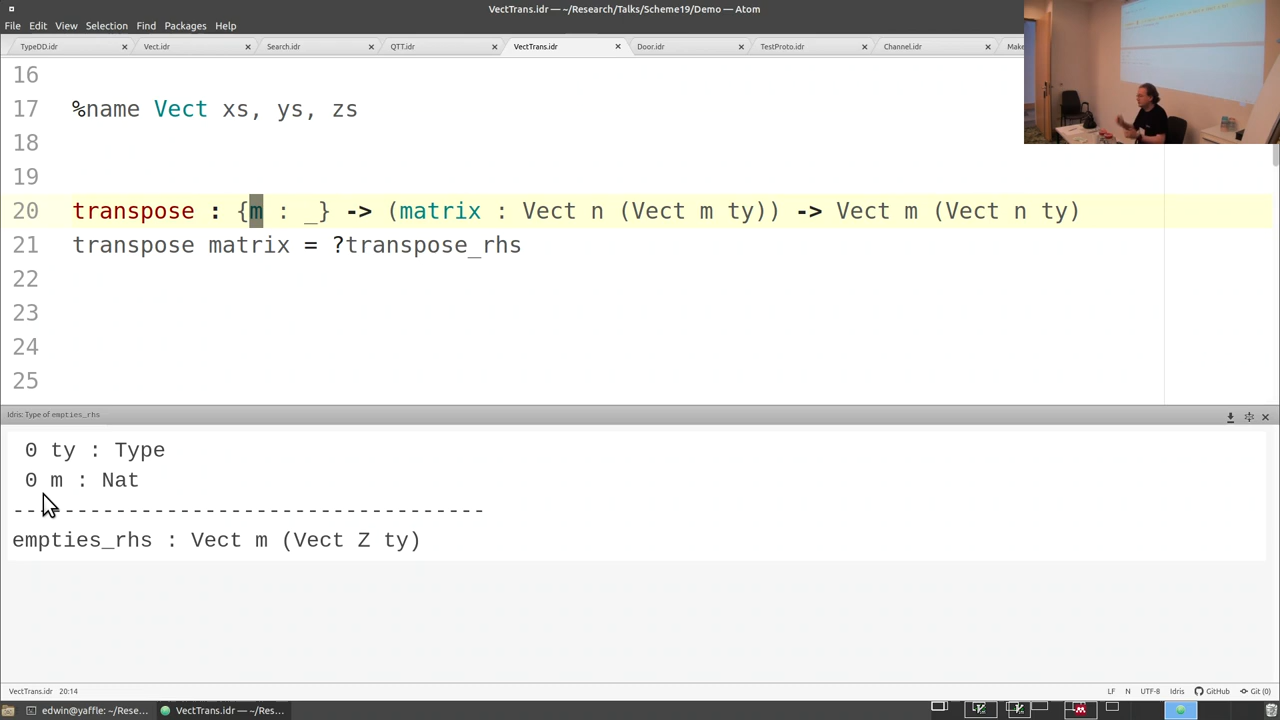 VectTrans.idr — ~/Research/Talks/Scheme19/Demo — Atom
File Edit View Selection Find Packages Help
TypeDD.idr Vect.idr Search.idr QTT.idr VectTrans.idr Door.idr TestProto.idr Channel.idr Make
16
17 %name Vect xs, ys, zs
18
19
20 transpose : {m : _} -> (matrix : Vect n (Vect m ty)) -> Vect m (Vect n ty)
21 transpose matrix = ?transpose_rhs
22
23
24
25
Idris: Type of empties_rhs
0 ty : Type
0 m : Nat
-------------------------------------
empties_rhs : Vect m (Vect Z ty)
VectTrans.idr 20:14 LF N UTF-8 Idris GitHub Git (0)
edwin@yaffle: ~/Rese... VectTrans.idr — ~/Res...